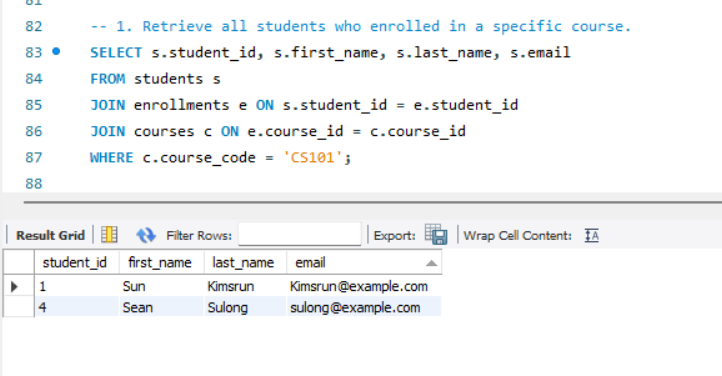 81
82 -- 1. Retrieve all students who enrolled in a specific course.
83 SELECT s.student_id, s.first_name, s.last_name, s.email
84 FROM students s
85 JOIN enrollments e ON s.student_id = e.student_id
86 JOIN courses c ON e.course_id = c.course_id
87 WHERE c.course_code = 'CS101';
88
Result Grid Filter Rows: Export: Wrap Cell Content: IA
student_id first_name last_name email
1 Sun Kimsrun Kimsrun@example.com
4 Sean Sulong sulong@example.com